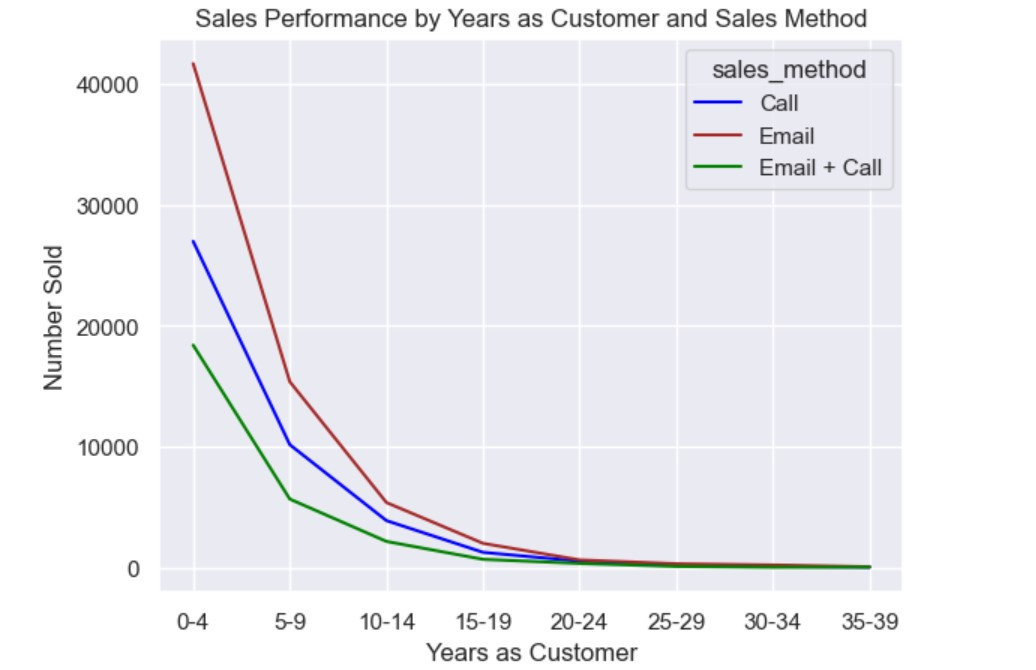 Sales Performance by Years as Customer and Sales Method
sales_method
Call
Email
Email + Call
Number Sold
40000
30000
20000
10000
0
0-4 5-9 10-14 15-19 20-24 25-29 30-34 35-39
Years as Customer